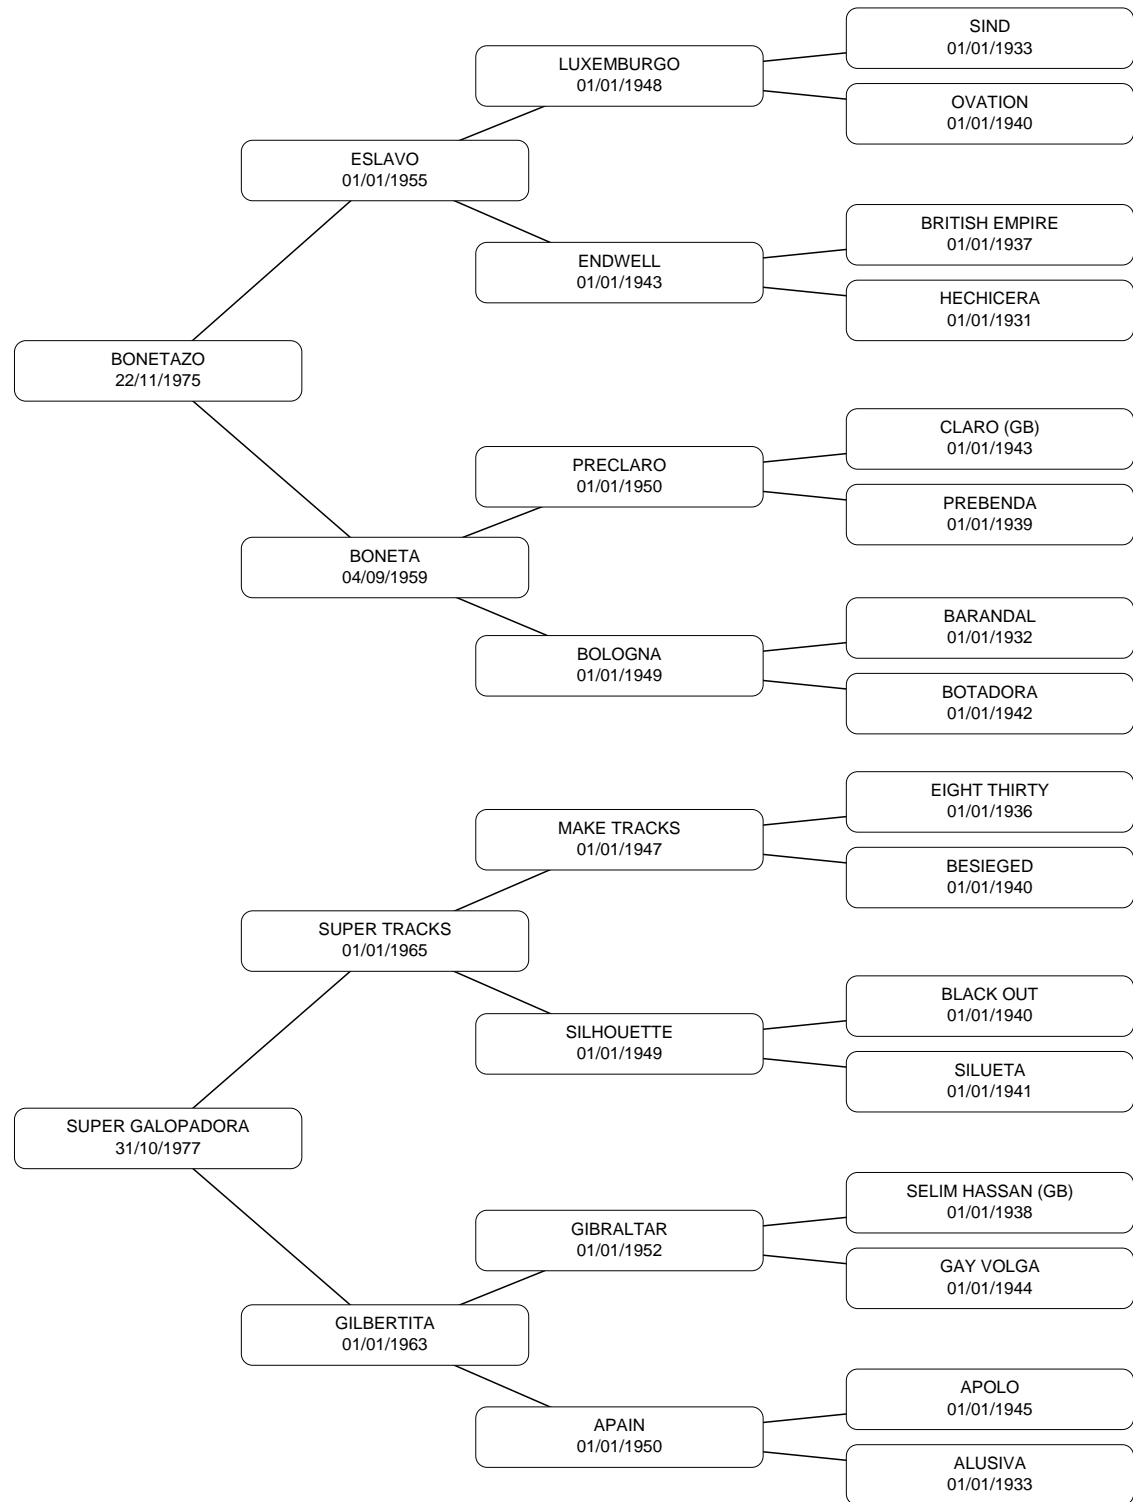 SIND
01/01/1933
LUXEMBURGO
01/01/1948
OVATION
01/01/1940
ESLAVO
01/01/1955
BRITISH EMPIRE
01/01/1937
ENDWELL
01/01/1943
HECHICERA
01/01/1931
BONETAZO
22/11/1975
CLARO (GB)
01/01/1943
PRECLARO
01/01/1950
PREBENDA
01/01/1939
BONETA
04/09/1959
BARANDAL
01/01/1932
BOLOGNA
01/01/1949
BOTADORA
01/01/1942
EIGHT THIRTY
01/01/1936
MAKE TRACKS
01/01/1947
BESIEGED
01/01/1940
SUPER TRACKS
01/01/1965
BLACK OUT
01/01/1940
SILHOUETTE
01/01/1949
SILUETA
01/01/1941
SUPER GALOPADORA
31/10/1977
SELIM HASSAN (GB)
01/01/1938
GIBRALTAR
01/01/1952
GAY VOLGA
01/01/1944
GILBERTITA
01/01/1963
APOLO
01/01/1945
APAIN
01/01/1950
ALUSIVA
01/01/1933